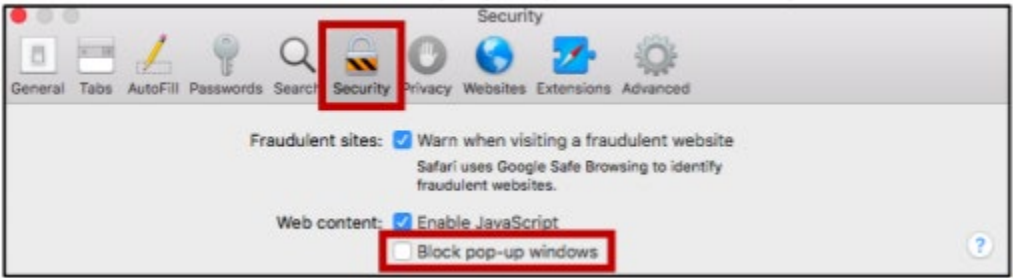 Security
General Tabs AutoFill Passwords Search Security Privacy Websites Extensions Advanced
Fraudulent sites: Warn when visiting a fraudulent website
Safari uses Google Safe Browsing to identify
fraudulent websites.
Web content: Enable JavaScript
Block pop-up windows
?